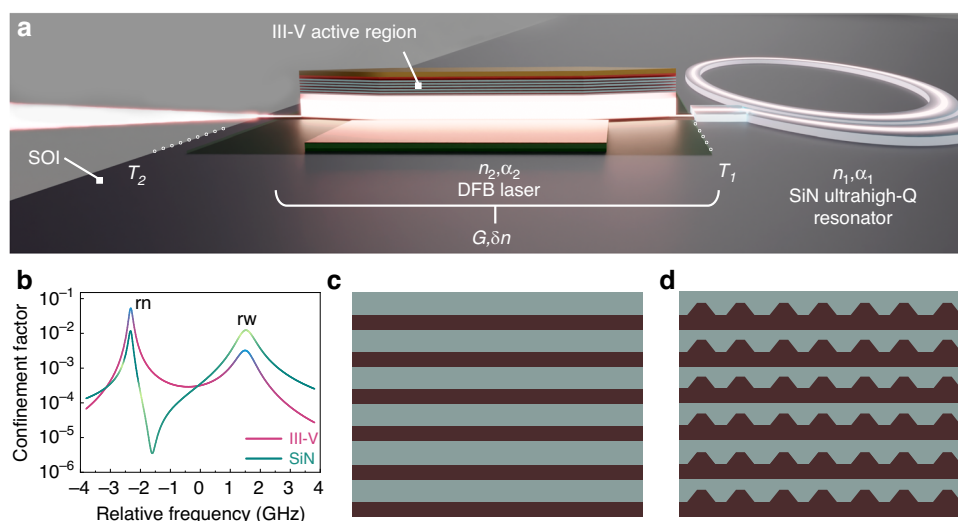 a
III-V active region
SOI
T2
n2,α2
DFB laser
T1
n1,α1
SiN ultrahigh-Q
resonator
G,δn
b
c
d
Confinement factor
10–1
10–2
10–3
10–4
10–5
10–6
rn
rw
III-V
SiN
–4 –3 –2 –1 0 1 2 3 4
Relative frequency (GHz)